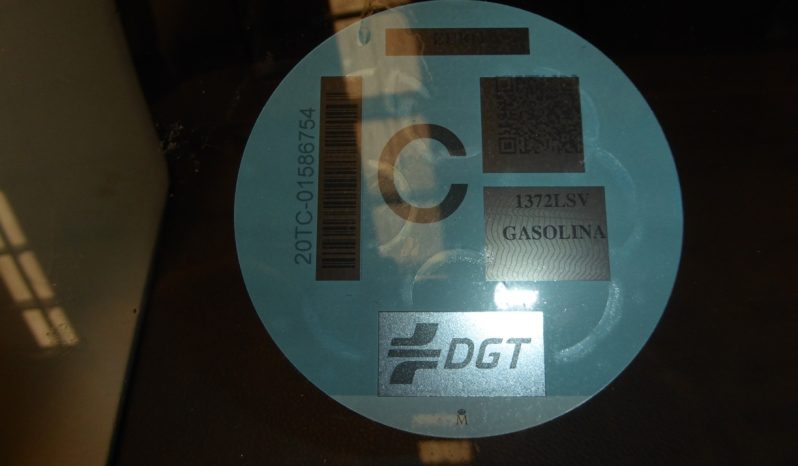 20TC-01586754
C
1372LSV
GASOLINA
DGT
M